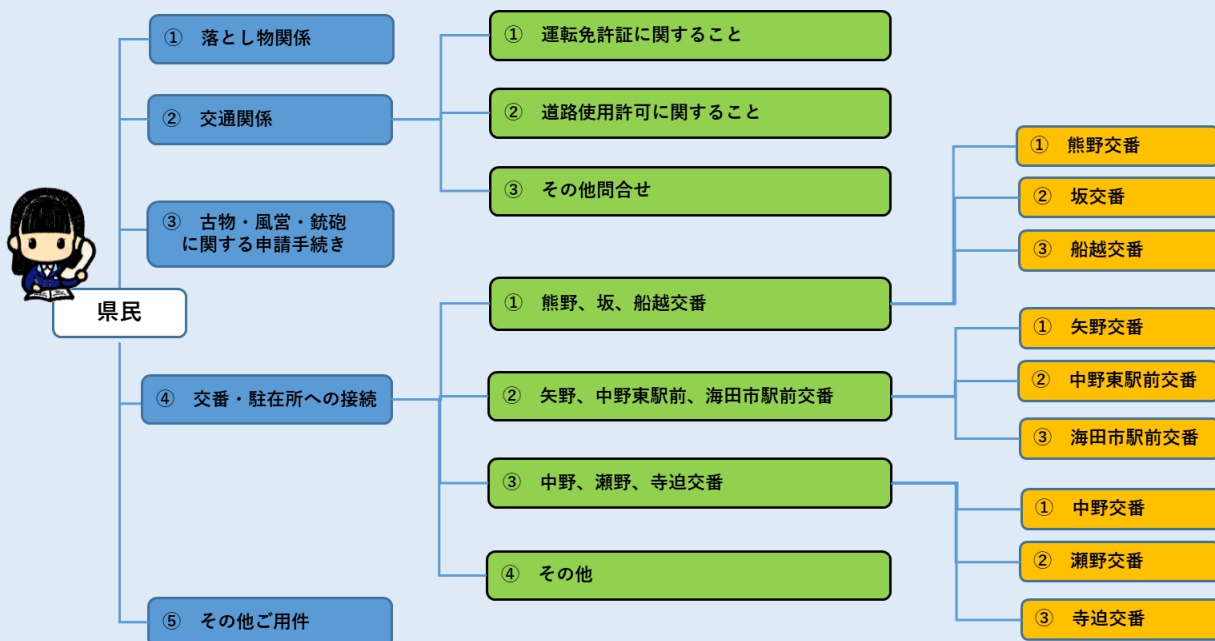 県民
① 落とし物関係
② 交通関係
① 運転免許証に関すること
② 道路使用許可に関すること
③ その他問合せ
③ 古物・風営・銃砲
に関する申請手続き
④ 交番・駐在所への接続
① 熊野、坂、船越交番
① 熊野交番
② 坂交番
③ 船越交番
② 矢野、中野東駅前、海田市駅前交番
① 矢野交番
② 中野東駅前交番
③ 海田市駅前交番
③ 中野、瀬野、寺迫交番
① 中野交番
② 瀬野交番
③ 寺迫交番
④ その他
⑤ その他ご用件